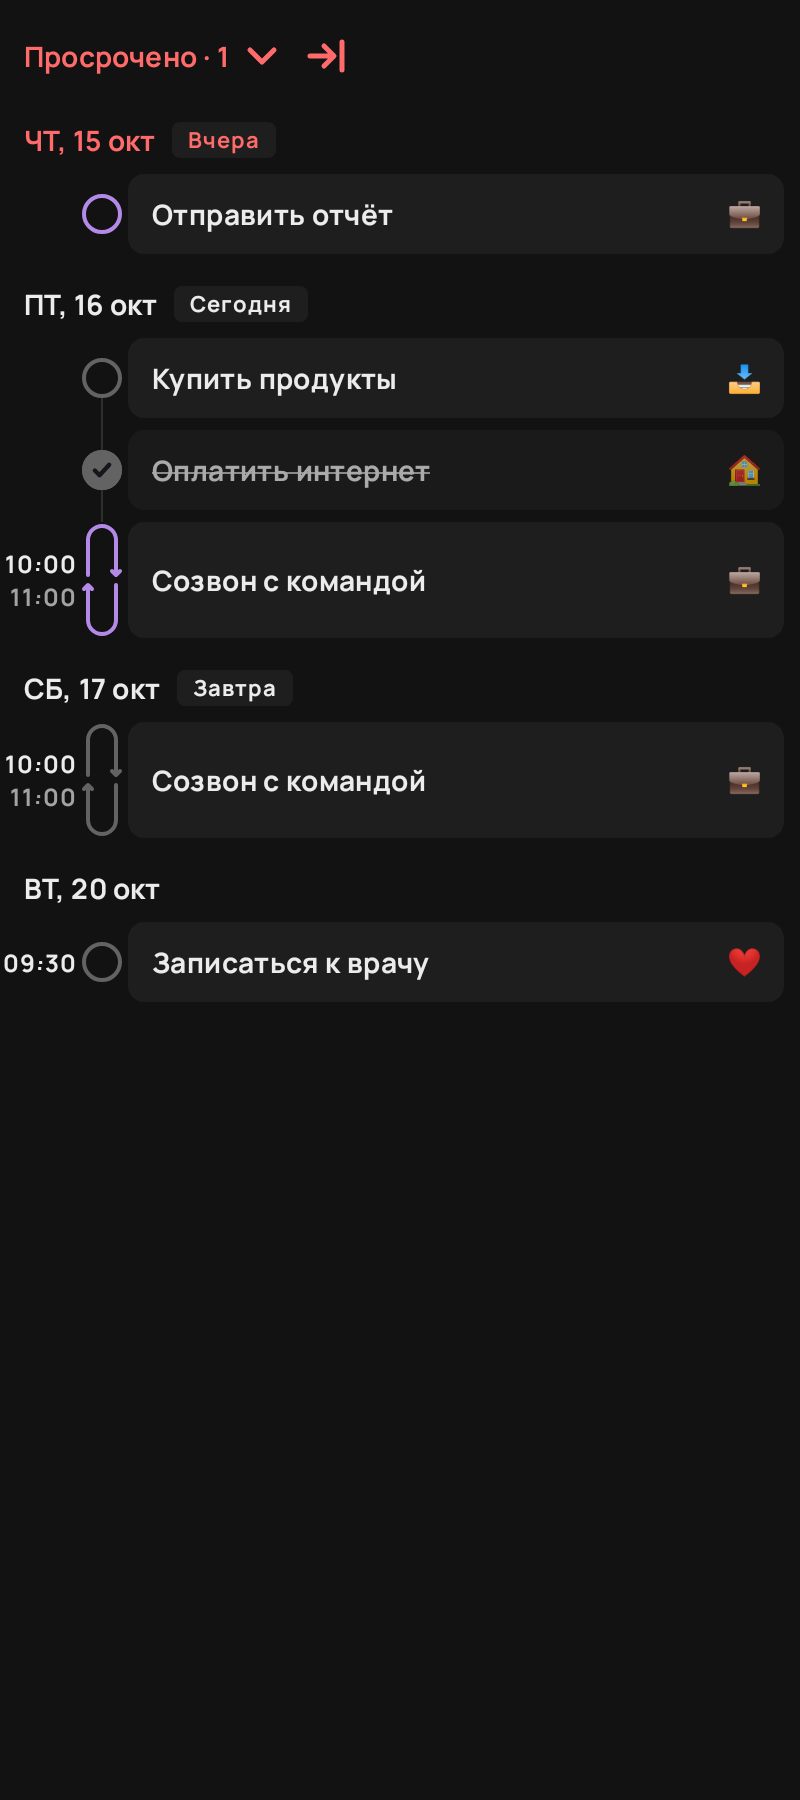 Просрочено · 1
ЧТ, 15 окт Вчера
Отправить отчёт
ПТ, 16 окт Сегодня
Купить продукты
Оплатить интернет
10:00
11:00
Созвон с командой
СБ, 17 окт Завтра
10:00
11:00
Созвон с командой
ВТ, 20 окт
09:30 Записаться к врачу